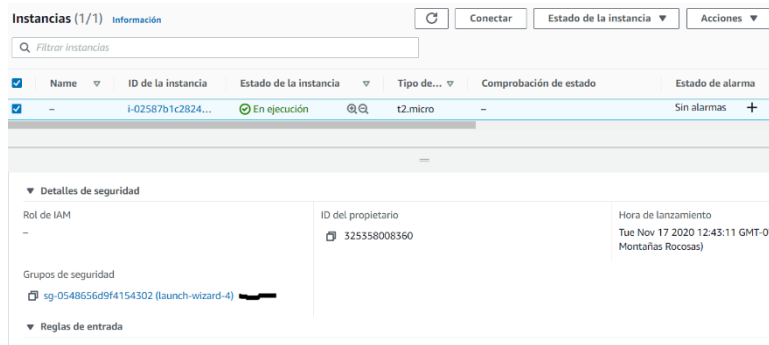 Instancias (1/1) Información
Conectar Estado de la instancia Acciones
Filtrar instancias
Name ID de la instancia Estado de la instancia Tipo de... Comprobación de estado Estado de alarma
– i-02587b1c2824... En ejecución t2.micro – Sin alarmas +
Detalles de seguridad
Rol de IAM ID del propietario Hora de lanzamiento
– 325358008360 Tue Nov 17 2020 12:43:11 GMT-0
Montañas Rocosas)
Grupos de seguridad
sg-0548656d9f4154302 (launch-wizard-4)
Reglas de entrada